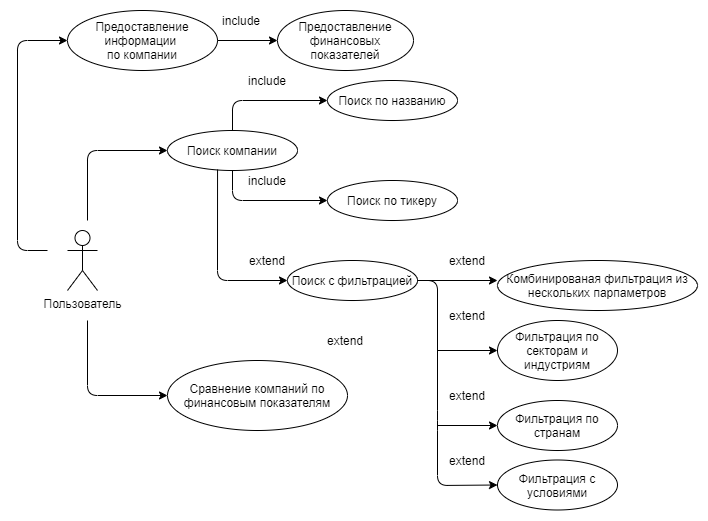 Предоставление
информации
по компании
include
Предоставление
финансовых
показателей
include
Поиск по названию
Поиск компании
include
Поиск по тикеру
extend
Поиск с фильтрацией
extend
Комбинированая фильтрация из
нескольких парпаметров
Пользователь
extend
extend
Фильтрация по
секторам и
индустриям
Сравнение компаний по
финансовым показателям
extend
Фильтрация по
странам
extend
Фильтрация с
условиями